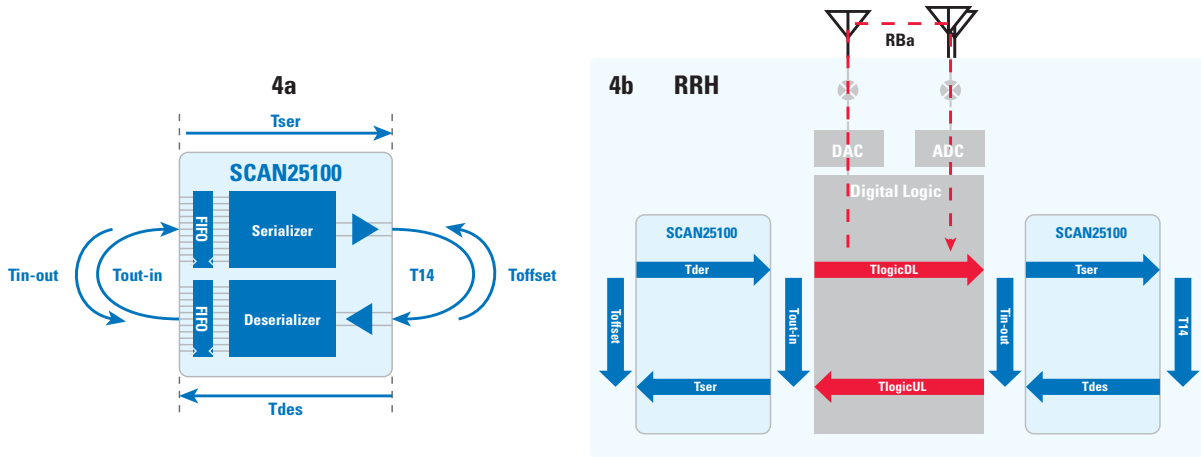 4a
Tser
SCAN25100
FIFO
Serializer
Tin-out
Tout-in
T14
Toffset
FIFO
Deserializer
Tdes
RBa
4b RRH
DAC
ADC
Digital Logic
SCAN25100
SCAN25100
Tder
TlogicDL
Tser
Toffset
Tout-in
Tin-out
T14
Tser
TlogicUL
Tdes